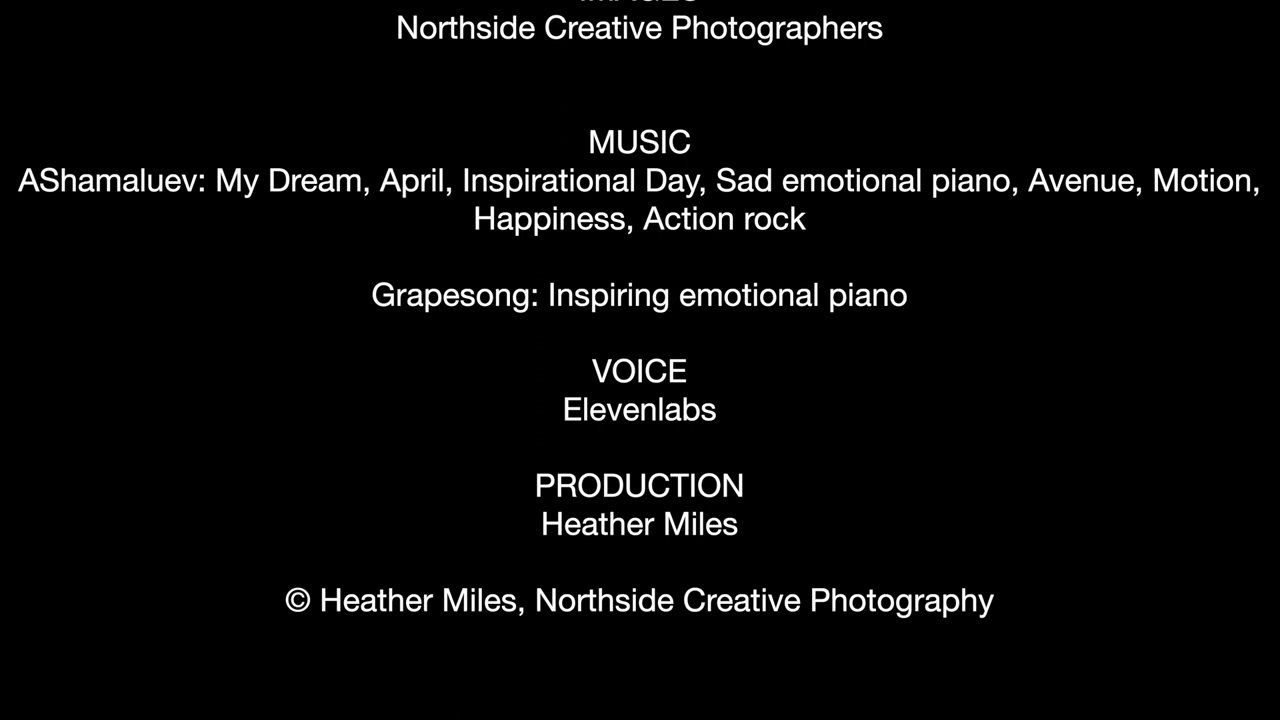 Northside Creative Photographers
MUSIC
AShamaluev: My Dream, April, Inspirational Day, Sad emotional piano, Avenue, Motion,
Happiness, Action rock
Grapesong: Inspiring emotional piano
VOICE
Elevenlabs
PRODUCTION
Heather Miles
© Heather Miles, Northside Creative Photography